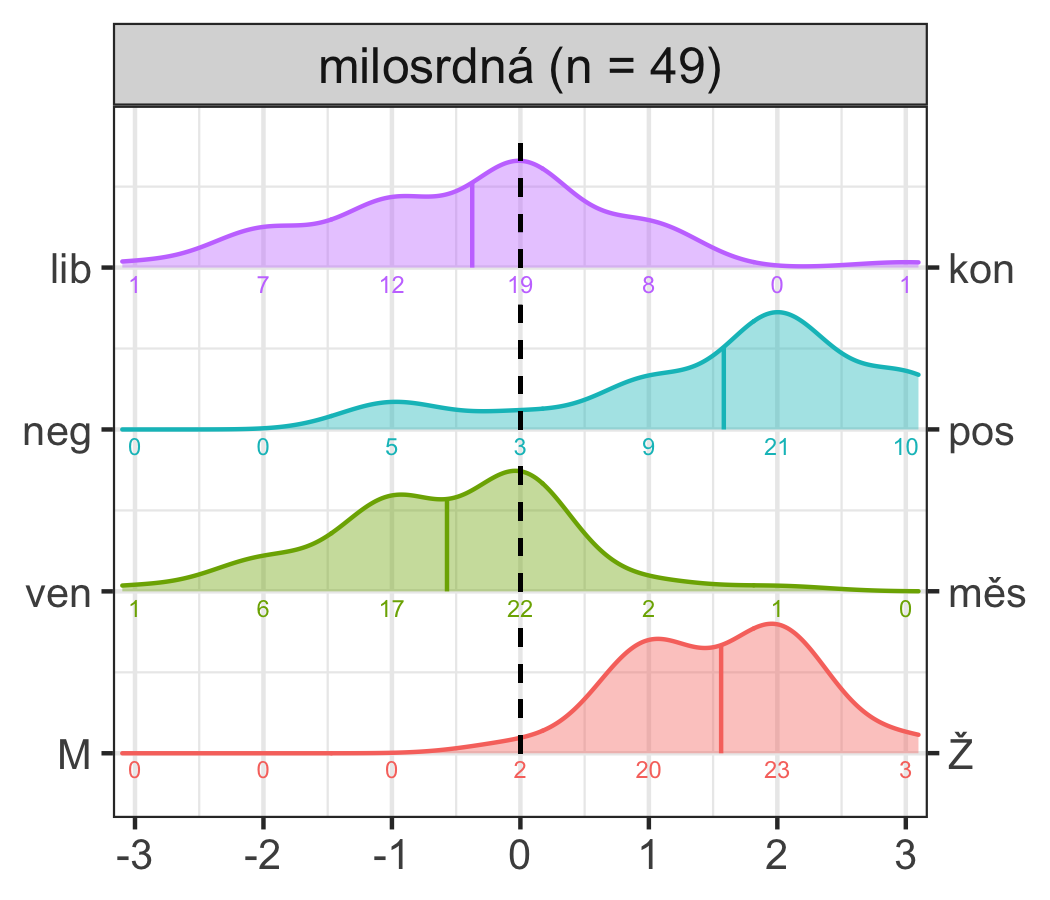 milosrdná (n = 49)
lib kon
1 7 12 19 8 0 1
neg pos
0 0 5 3 9 21 10
ven měs
1 6 17 22 2 1 0
M Ž
0 0 0 2 20 23 3
-3 -2 -1 0 1 2 3